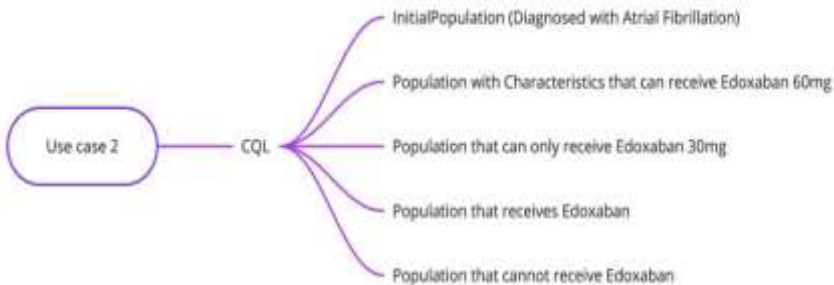 InitialPopulation (Diagnosed with Atrial Fibrillation)
Population with Characteristics that can receive Edoxaban 60mg
Use case 2
CQL
Population that can only receive Edoxaban 30mg
Population that receives Edoxaban
Population that cannot receive Edoxaban